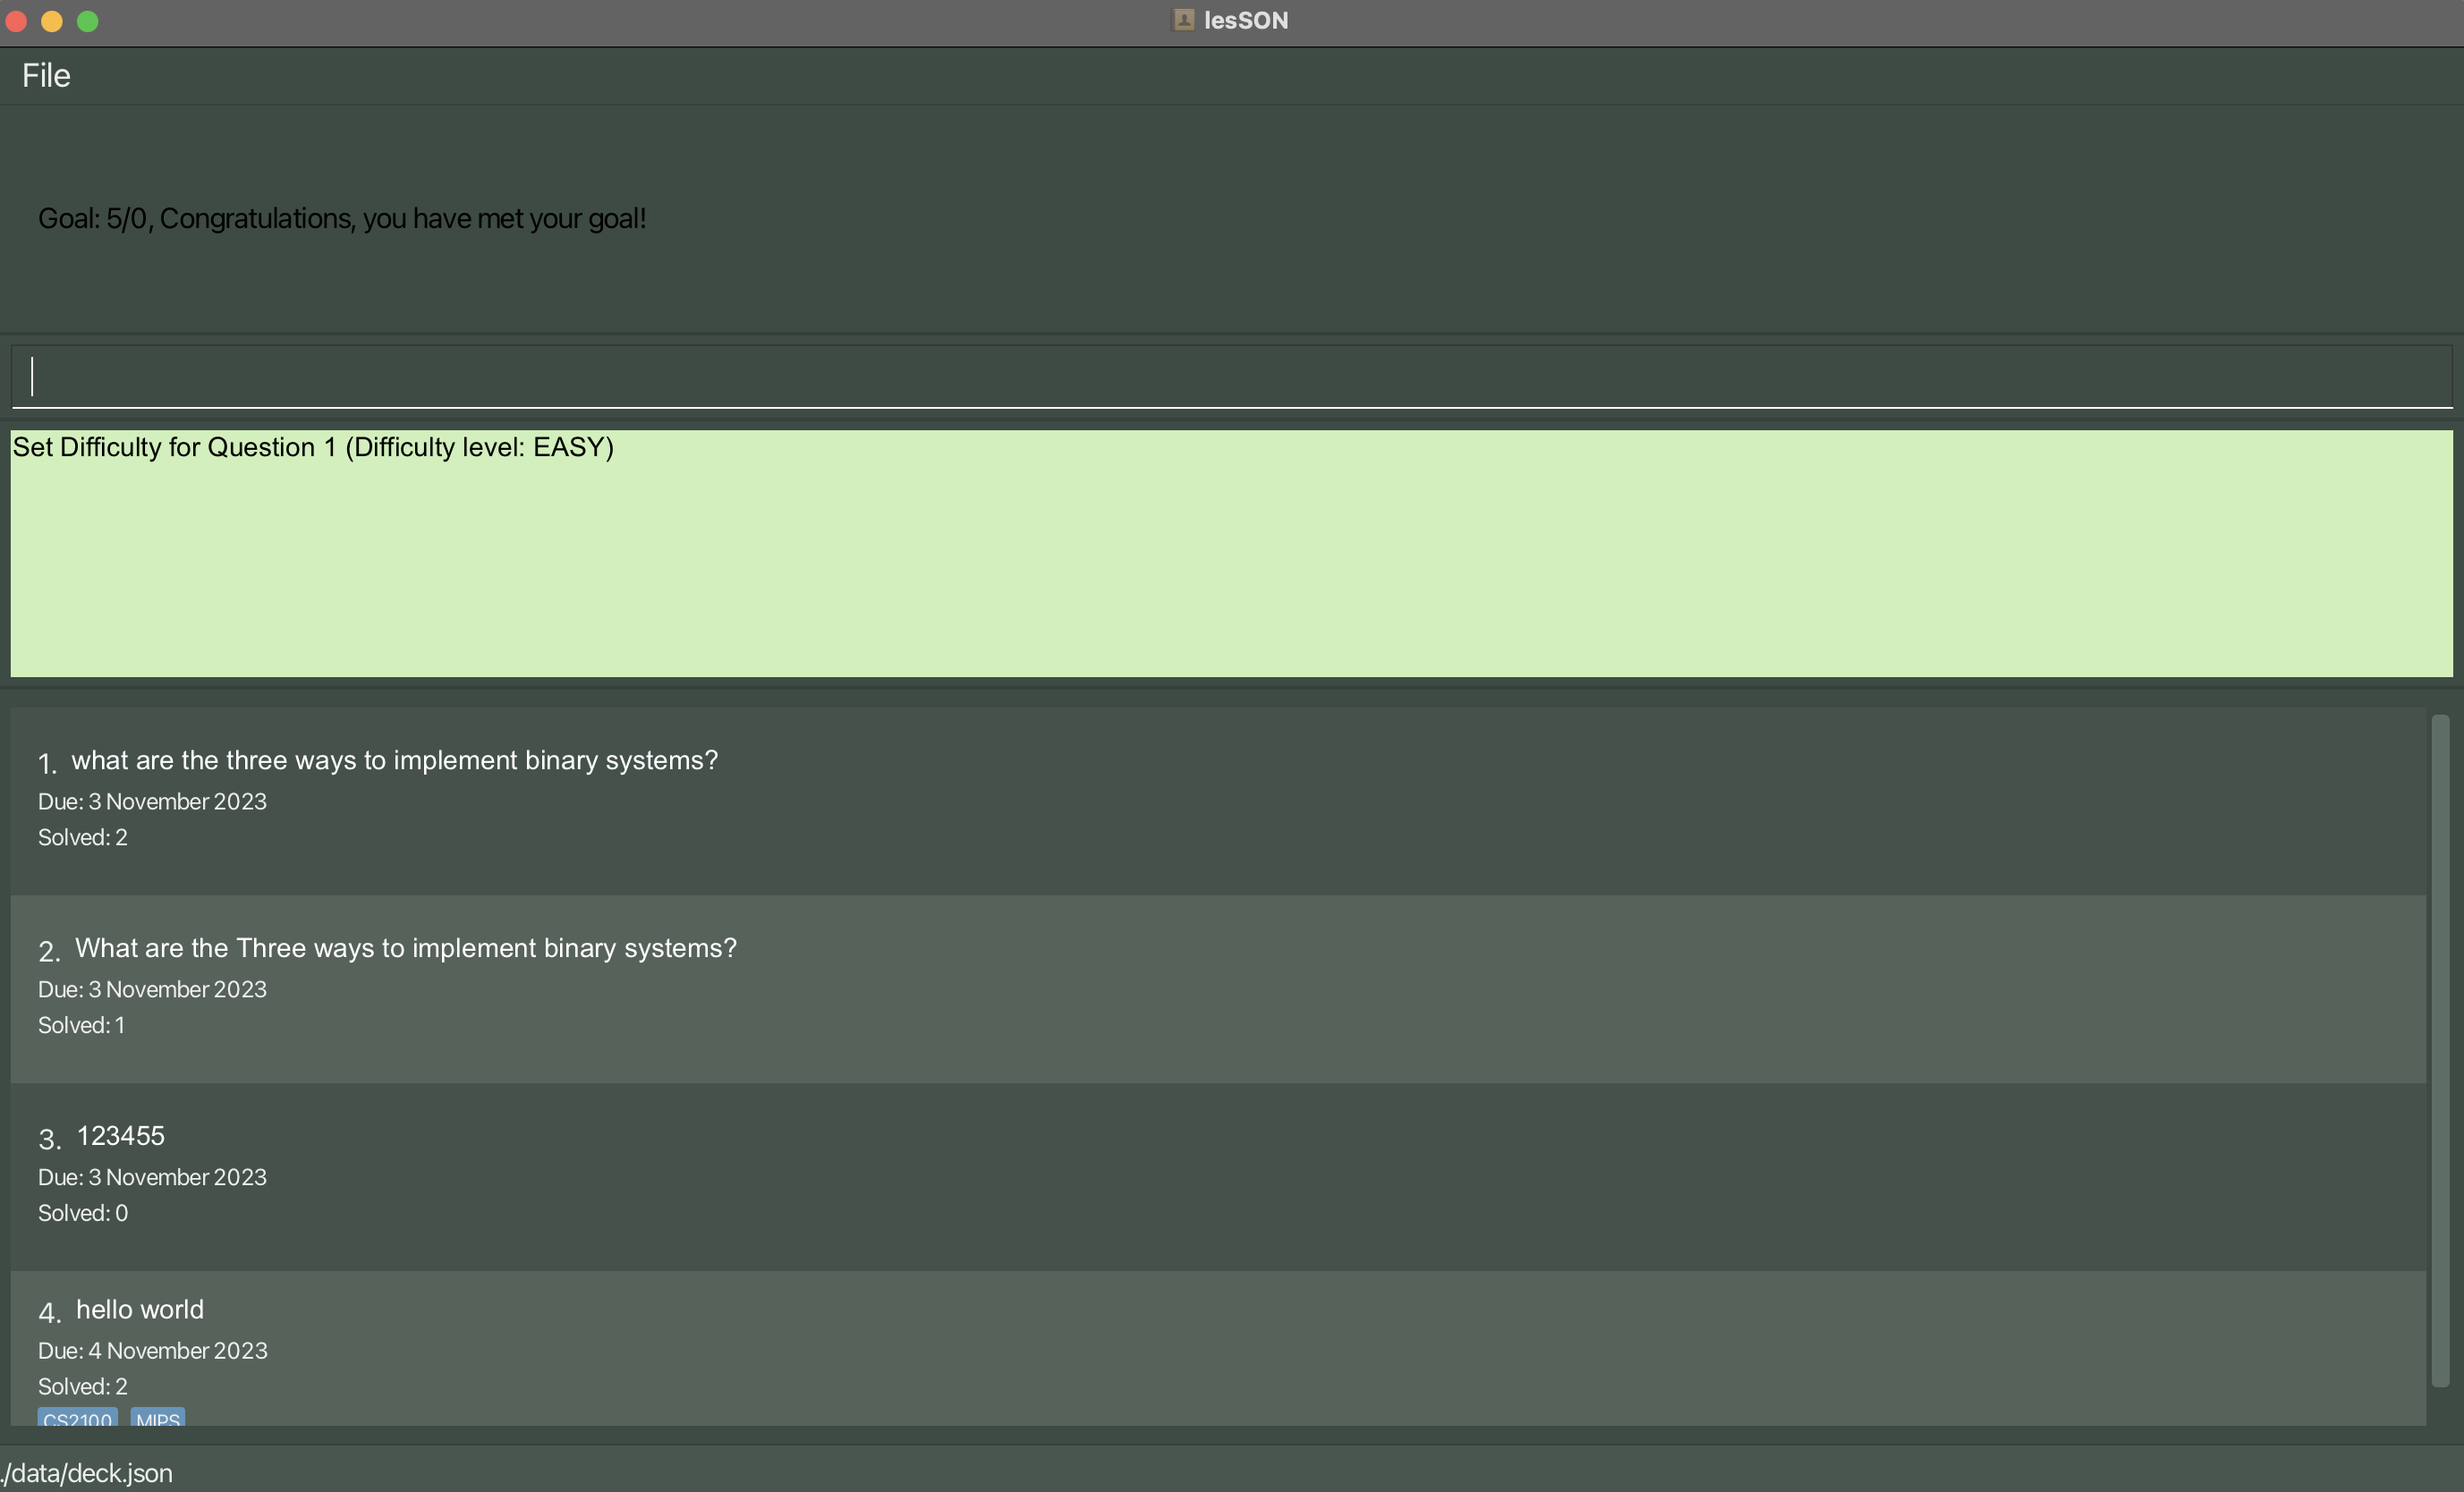 lesSON
File
Goal: 5/0, Congratulations, you have met your goal!
Set Difficulty for Question 1 (Difficulty level: EASY)
1. what are the three ways to implement binary systems?
Due: 3 November 2023
Solved: 2
2. What are the Three ways to implement binary systems?
Due: 3 November 2023
Solved: 1
3. 123455
Due: 3 November 2023
Solved: 0
4. hello world
Due: 4 November 2023
Solved: 2
CS2100 MIPS
./data/deck.json